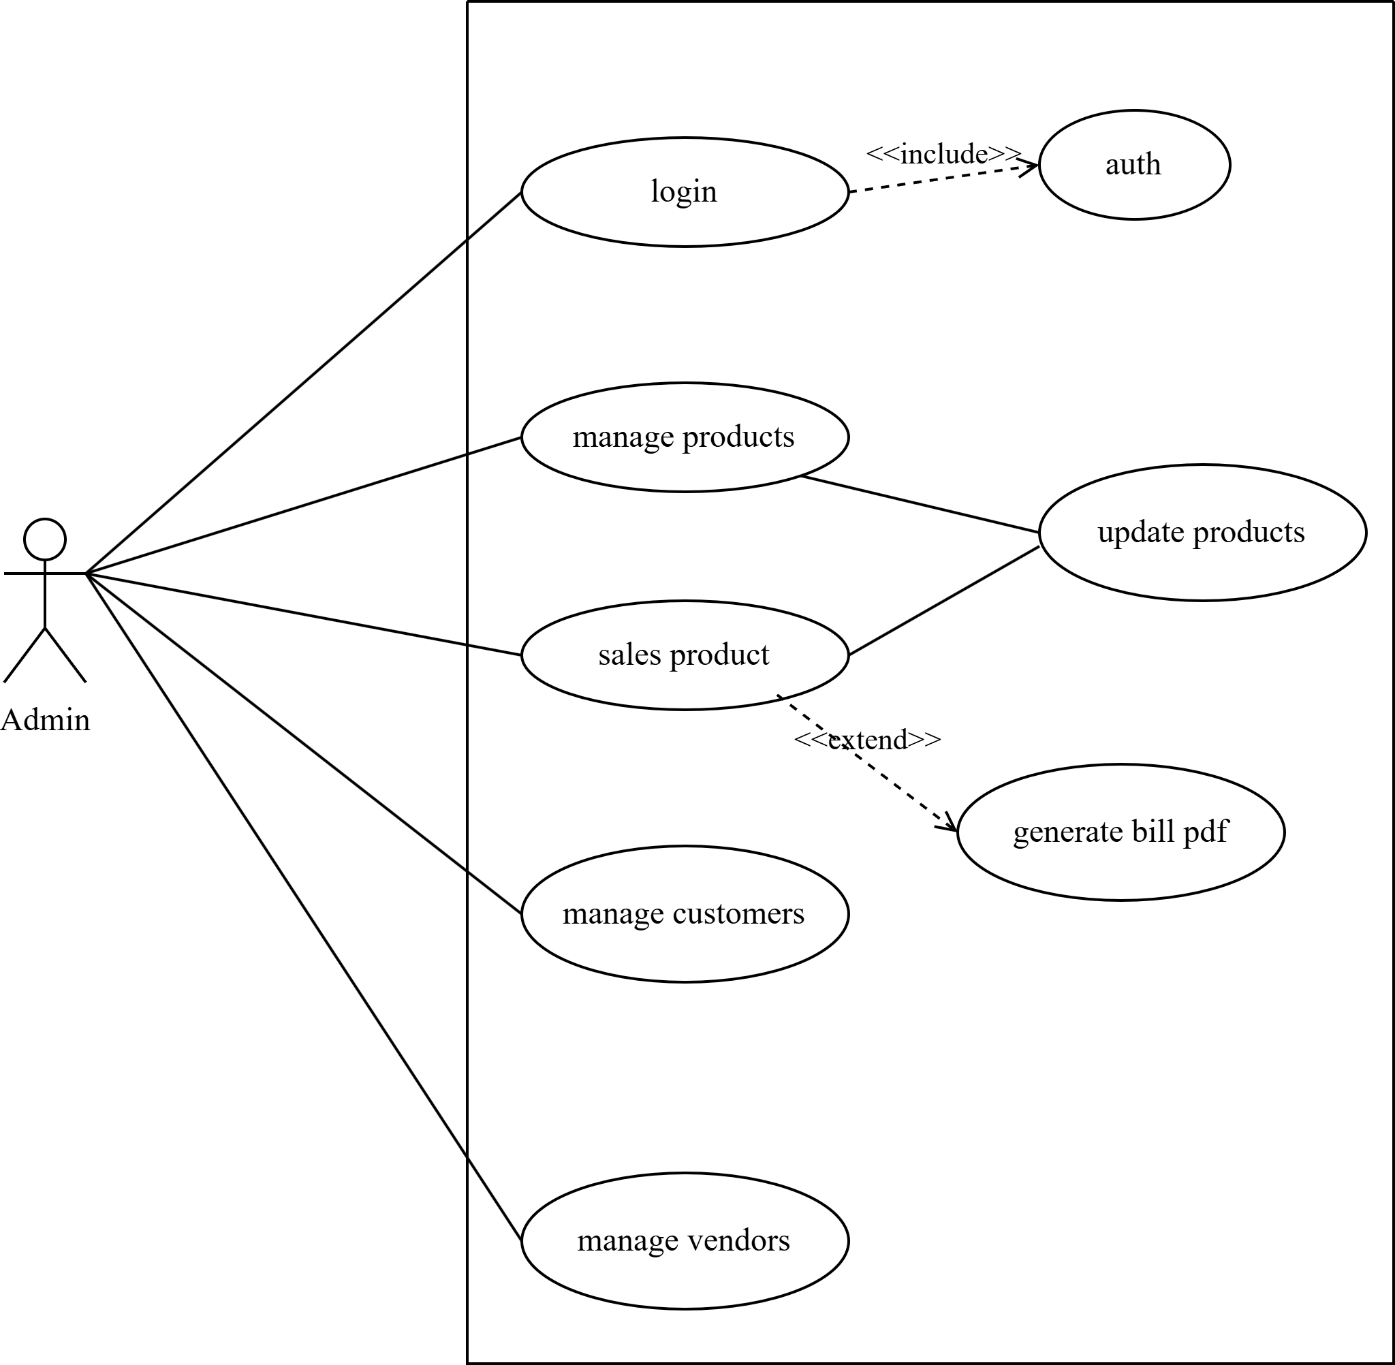 <<include>>
auth
login
manage products
update products
sales product
Admin
<<extend>>
generate bill pdf
manage customers
manage vendors